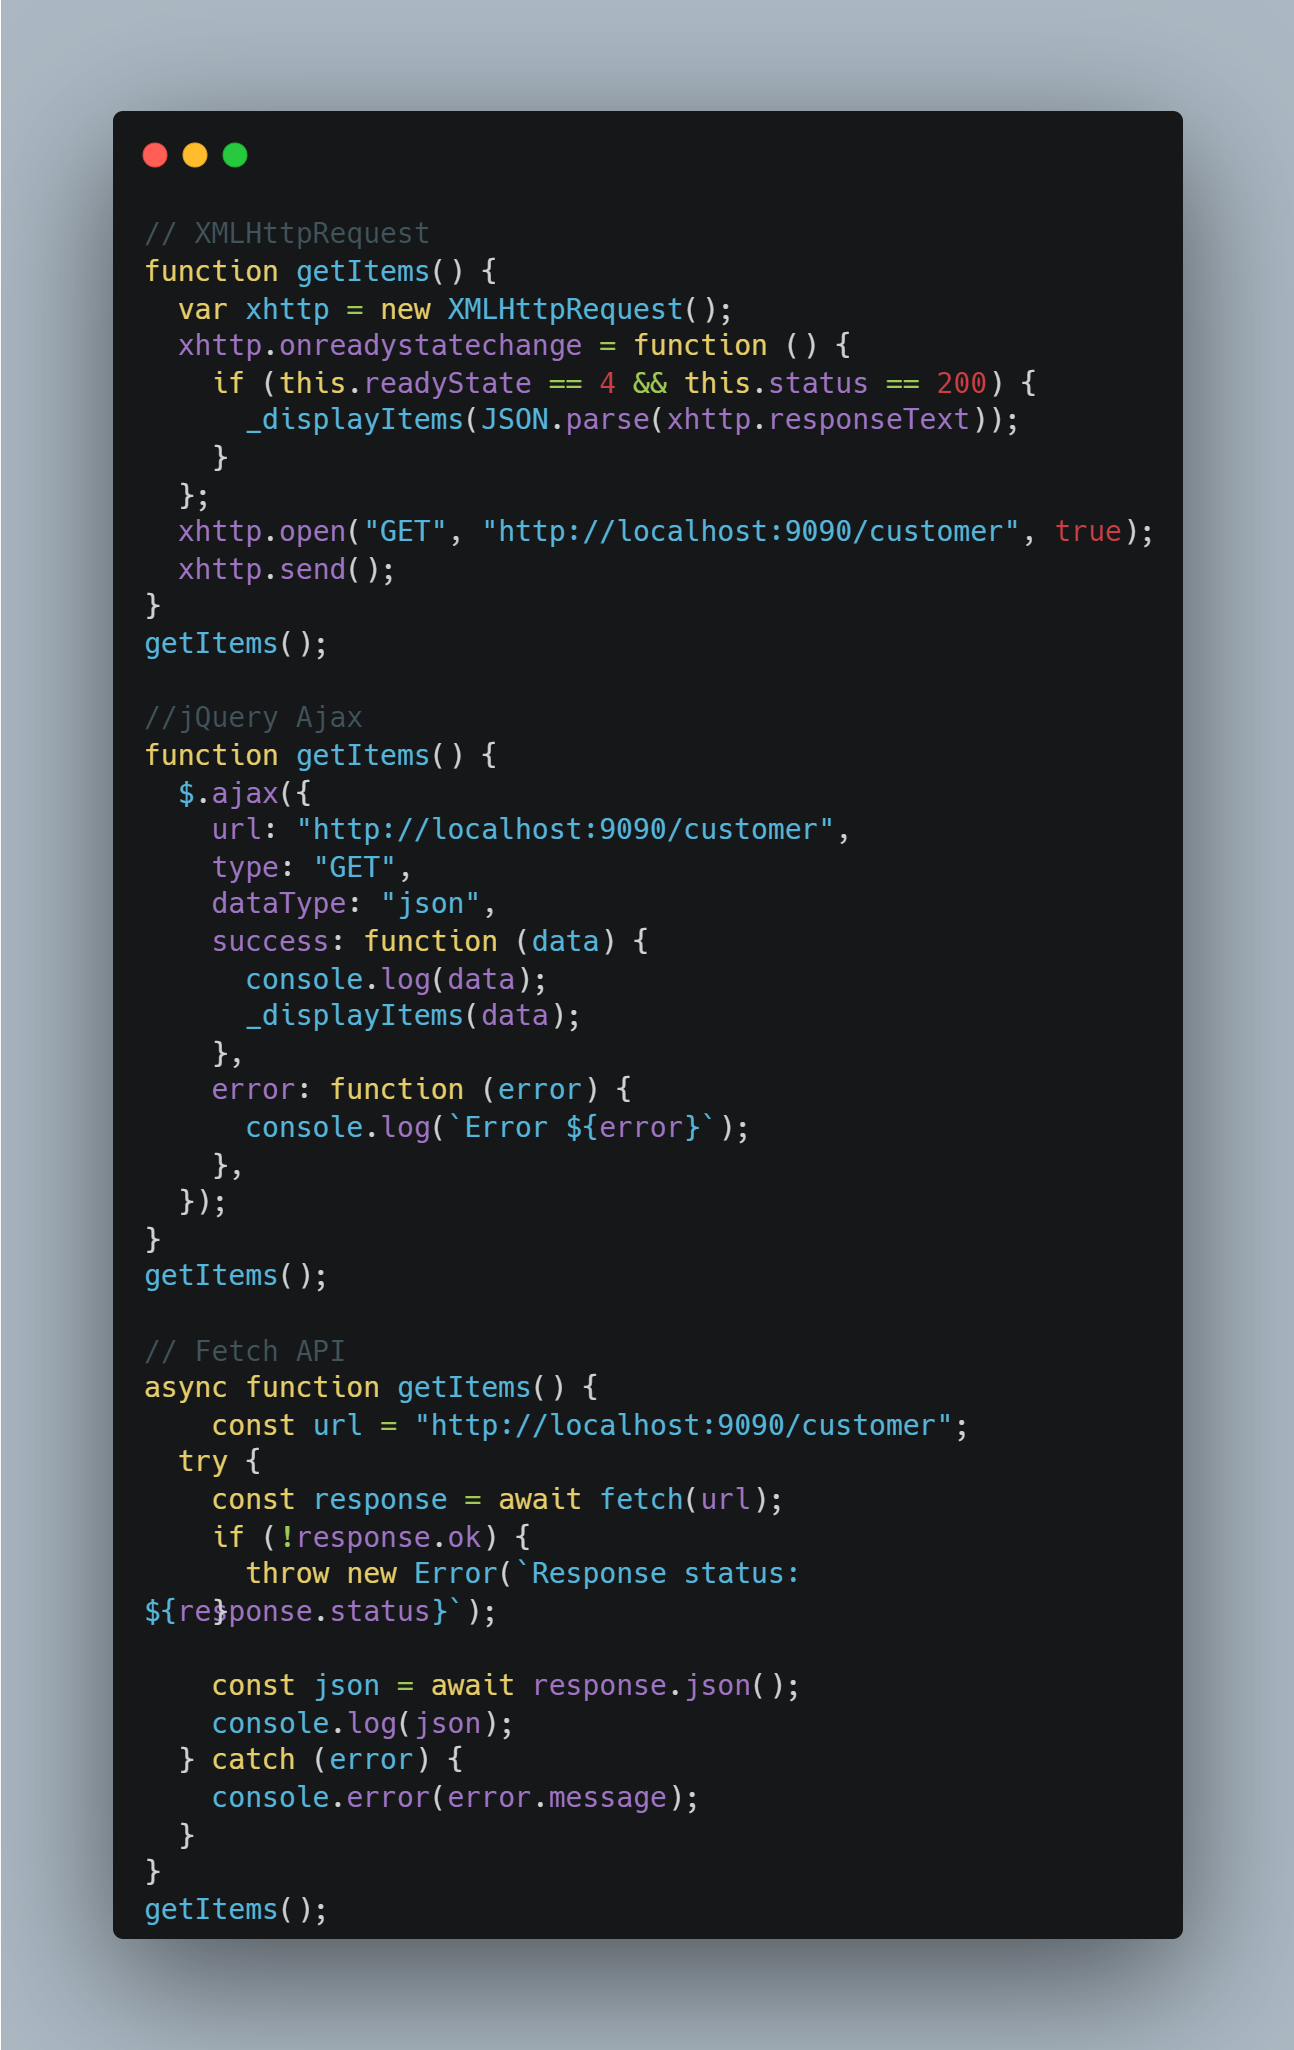 // XMLHttpRequest
function getItems() {
  var xhttp = new XMLHttpRequest();
  xhttp.onreadystatechange = function () {
    if (this.readyState == 4 && this.status == 200) {
      _displayItems(JSON.parse(xhttp.responseText));
    }
  };
  xhttp.open("GET", "http://localhost:9090/customer", true);
  xhttp.send();
}
getItems();

//jQuery Ajax
function getItems() {
  $.ajax({
    url: "http://localhost:9090/customer",
    type: "GET",
    dataType: "json",
    success: function (data) {
      console.log(data);
      _displayItems(data);
    },
    error: function (error) {
      console.log(`Error ${error}`);
    },
  });
}
getItems();

// Fetch API
async function getItems() {
    const url = "http://localhost:9090/customer";
  try {
    const response = await fetch(url);
    if (!response.ok) {
      throw new Error(`Response status:
${response.status}`);
    }

    const json = await response.json();
    console.log(json);
  } catch (error) {
    console.error(error.message);
  }
}
getItems();